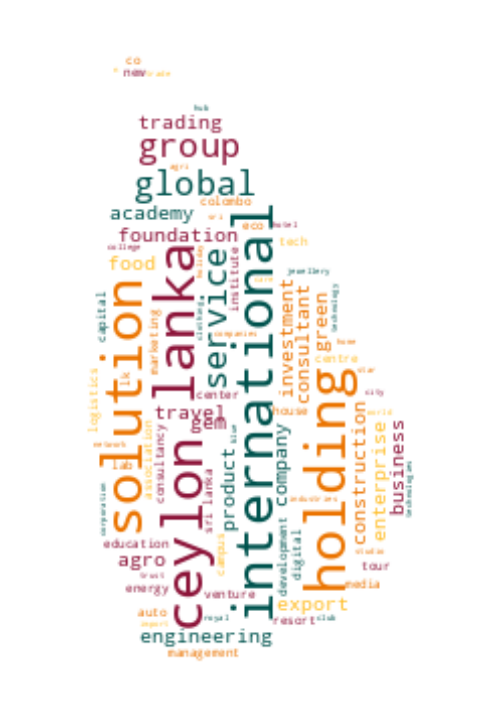 co
new
trade
hub
trading
group
agri
global
colombo
academy
sri
eco
hotel
foundation
tech
college
food
holiday
institute
service
international
jewellery
care
capital
solution
ceylon lanka
marketing
clothing
investment
consultant
green
technology
companies
home
centre
lk
star
logistics
center
holding
city
travel
gem
house
world
association
consultancy
blue
company
construction
enterprise
business
network
lab
sri lanka
product
technologies
corporation
industries
campus
development
digital
education
studio
agro
tour
trust
energy
venture
media
export
auto
import
royal
resort
club
engineering
management